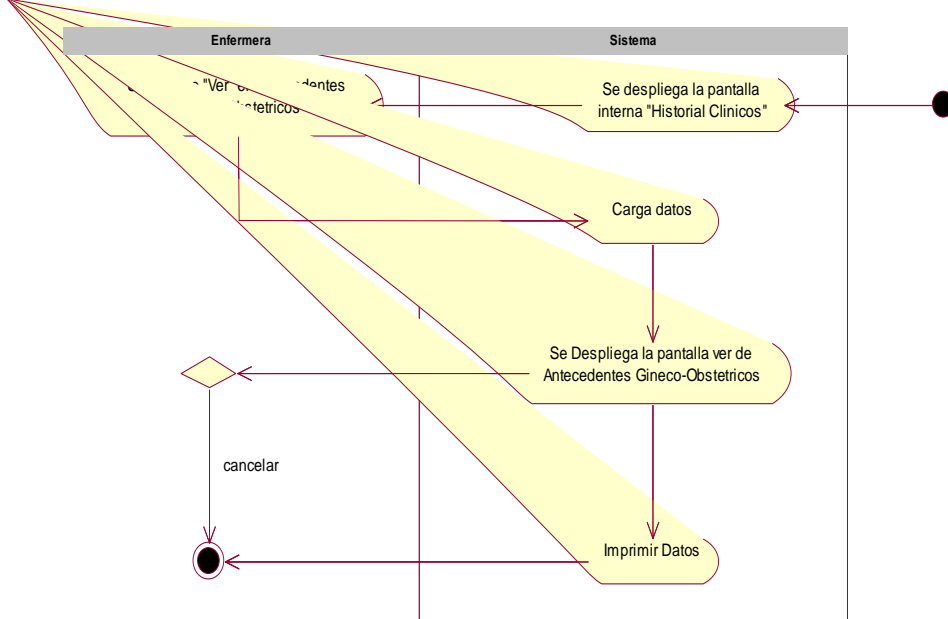 Enfermera
Sistema
"Ver
Se despliega la pantalla
interna "Historial Clinicos"
Carga datos
Se Despliega la pantalla ver de
Antecedentes Gineco-Obstetricos
cancelar
Imprimir Datos